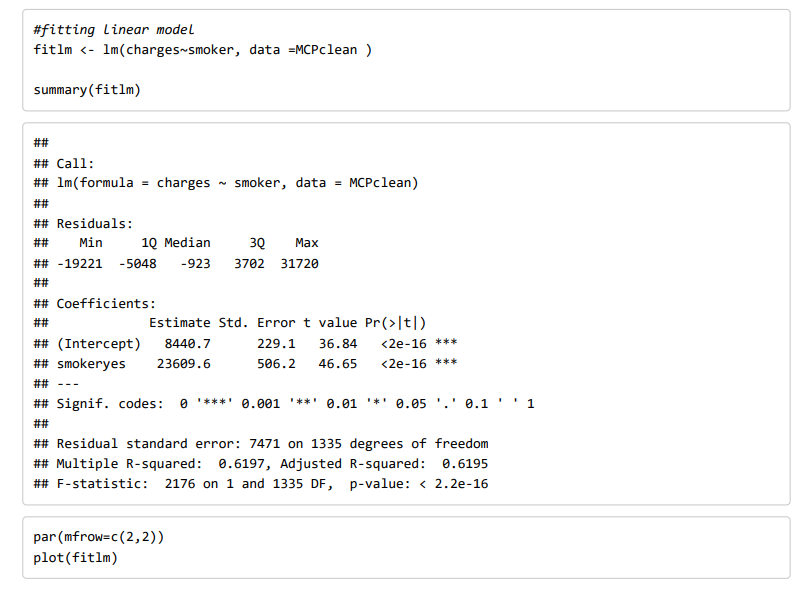 #fitting linear model
fitlm <- lm(charges~smoker, data =MCPclean )
summary(fitlm)
##
## Call:
## lm(formula = charges ~ smoker, data = MCPclean)
##
## Residuals:
##    Min     1Q Median     3Q    Max
## -19221  -5048   -923   3702  31720
##
## Coefficients:
##             Estimate Std. Error t value Pr(>|t|)
## (Intercept)   8440.7      229.1   36.84   <2e-16 ***
## smokeryes    23609.6      506.2   46.65   <2e-16 ***
## ---
## Signif. codes:  0 '***' 0.001 '**' 0.01 '*' 0.05 '.' 0.1 ' ' 1
##
## Residual standard error: 7471 on 1335 degrees of freedom
## Multiple R-squared:  0.6197, Adjusted R-squared:  0.6195
## F-statistic:  2176 on 1 and 1335 DF,  p-value: < 2.2e-16
par(mfrow=c(2,2))
plot(fitlm)